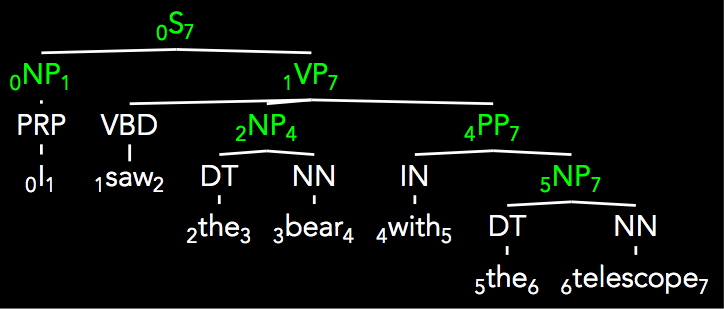 ₀S₇
₀NP₁ ₁VP₇
PRP VBD ₂NP₄ ₄PP₇
₀I₁ ₁saw₂ DT NN IN ₅NP₇
₂the₃ ₃bear₄ ₄with₅ DT NN
₅the₆ ₆telescope₇